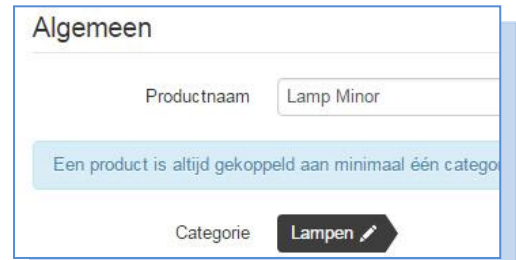 Algemeen
Productnaam Lamp Minor
Een product is altijd gekoppeld aan minimaal één catego
Categorie Lampen